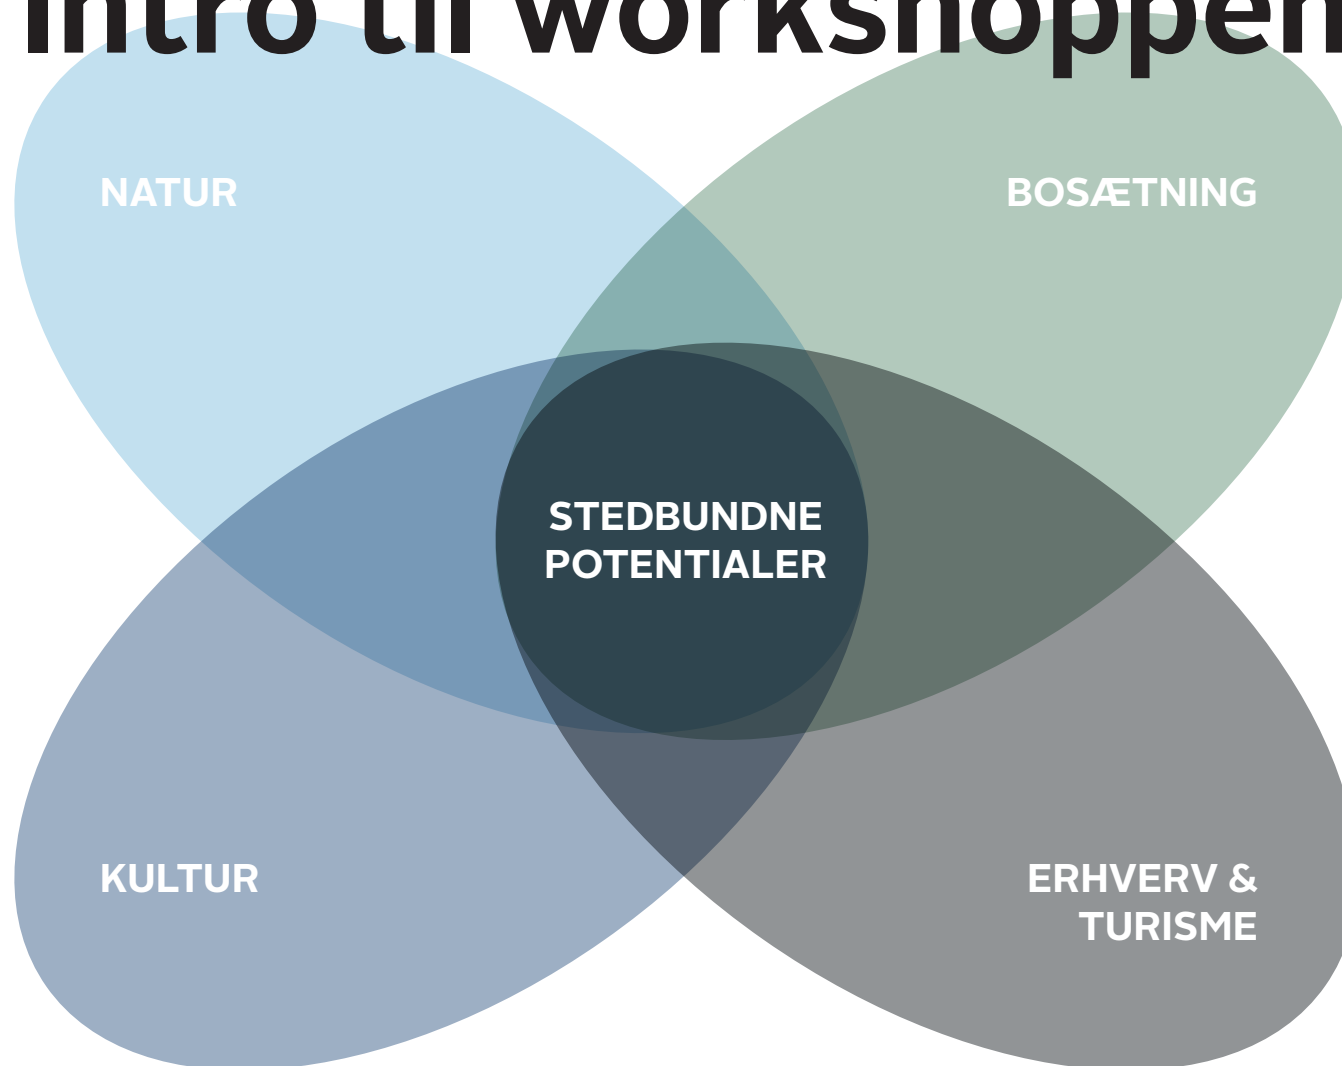 Intro til workshoppen
NATUR
BOSÆTNING
STEDBUNDNE
POTENTIALER
KULTUR
ERHVERV &
TURISME